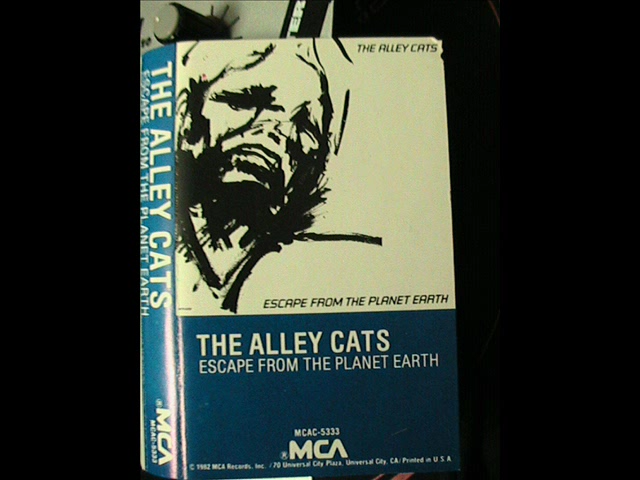 THE ALLEY CATS
ESCAPE FROM THE PLANET EARTH
THE ALLEY CATS
ESCAPE FROM THE PLANET EARTH
MCAC-5333
®MCA
© 1982 MCA Records, Inc. / 70 Universal City Plaza, Universal City, CA / Printed in U.S.A
THE ALLEY CATS
ESCAPE FROM THE PLANET EARTH
®MCA
MCAC-5333